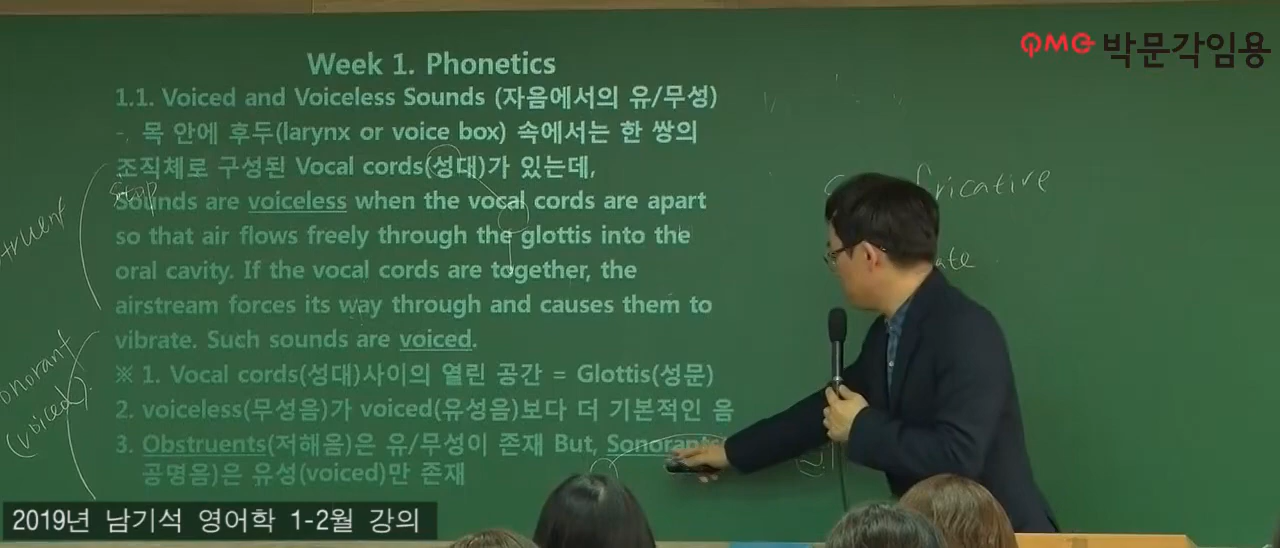 박문각임용
Week 1. Phonetics
1.1. Voiced and Voiceless Sounds (자음에서의 유/무성)
- 목 안에 후두(larynx or voice box) 속에서는 한 쌍의
조직체로 구성된 Vocal cords(성대)가 있는데,
Stop
Sounds are voiceless when the vocal cords are apart
so that air flows freely through the glottis into the
oral cavity. If the vocal cords are together, the
airstream forces its way through and causes them to
vibrate. Such sounds are voiced.
※ 1. Vocal cords(성대)사이의 열린 공간 = Glottis(성문)
2. voiceless(무성음)가 voiced(유성음)보다 더 기본적인 음
3. Obstruents(저해음)은 유/무성이 존재 But, Sonorants
공명음)은 유성(voiced)만 존재
truent
onorant
(voiced).
fricative
ate
2019년 남기석 영어학 1-2월 강의